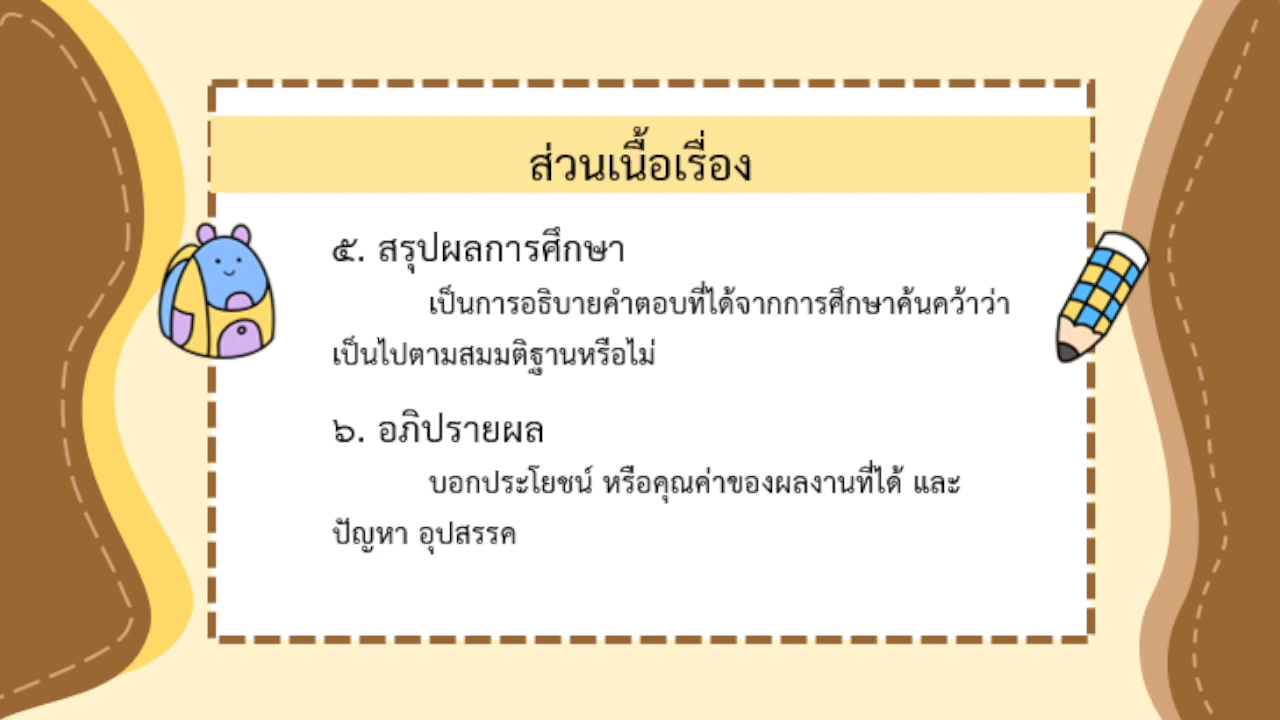 ส่วนเนื้อเรื่อง
๕. สรุปผลการศึกษา
เป็นการอธิบายคำตอบที่ได้จากการศึกษาค้นคว้าว่า
เป็นไปตามสมมติฐานหรือไม่
๖. อภิปรายผล
บอกประโยชน์ หรือคุณค่าของผลงานที่ได้ และ
ปัญหา อุปสรรค